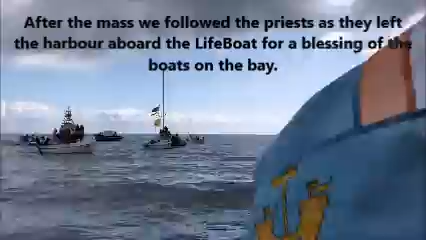 After the mass we followed the priests as they left
the harbour aboard the LifeBoat for a blessing of the
boats on the bay.